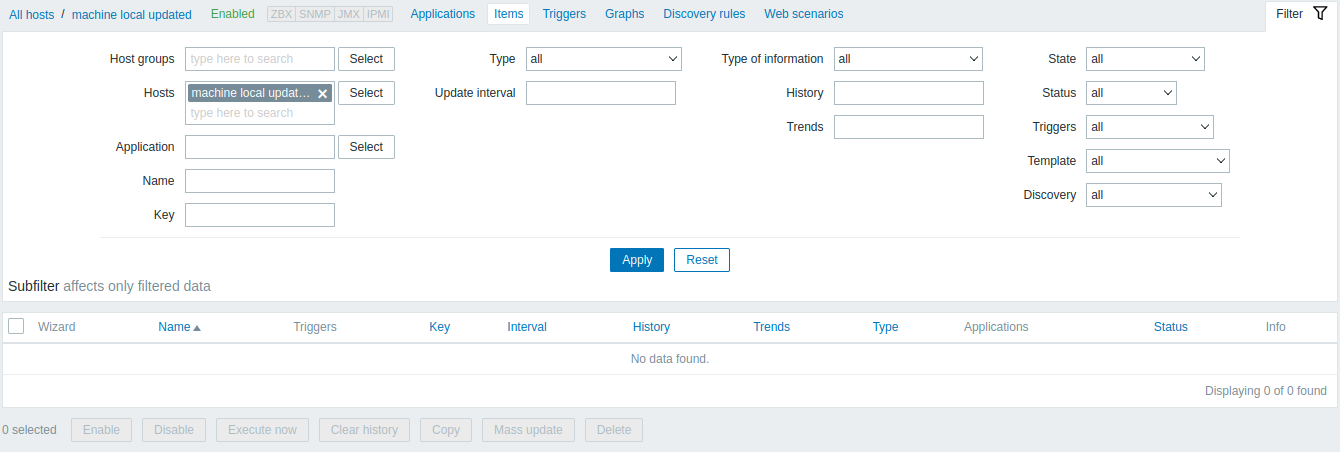 All hosts / machine local updated Enabled ZBX SNMP JMX IPMI Applications Items Triggers Graphs Discovery rules Web scenarios Filter
Host groups type here to search Select Type all Type of information all State all
Hosts machine local updat... Select Update interval History Status all
type here to search
Trends Triggers all
Application Select
Template all
Name
Discovery all
Key
Apply Reset
Subfilter affects only filtered data
Wizard Name Triggers Key Interval History Trends Type Applications Status Info
No data found.
Displaying 0 of 0 found
0 selected Enable Disable Execute now Clear history Copy Mass update Delete